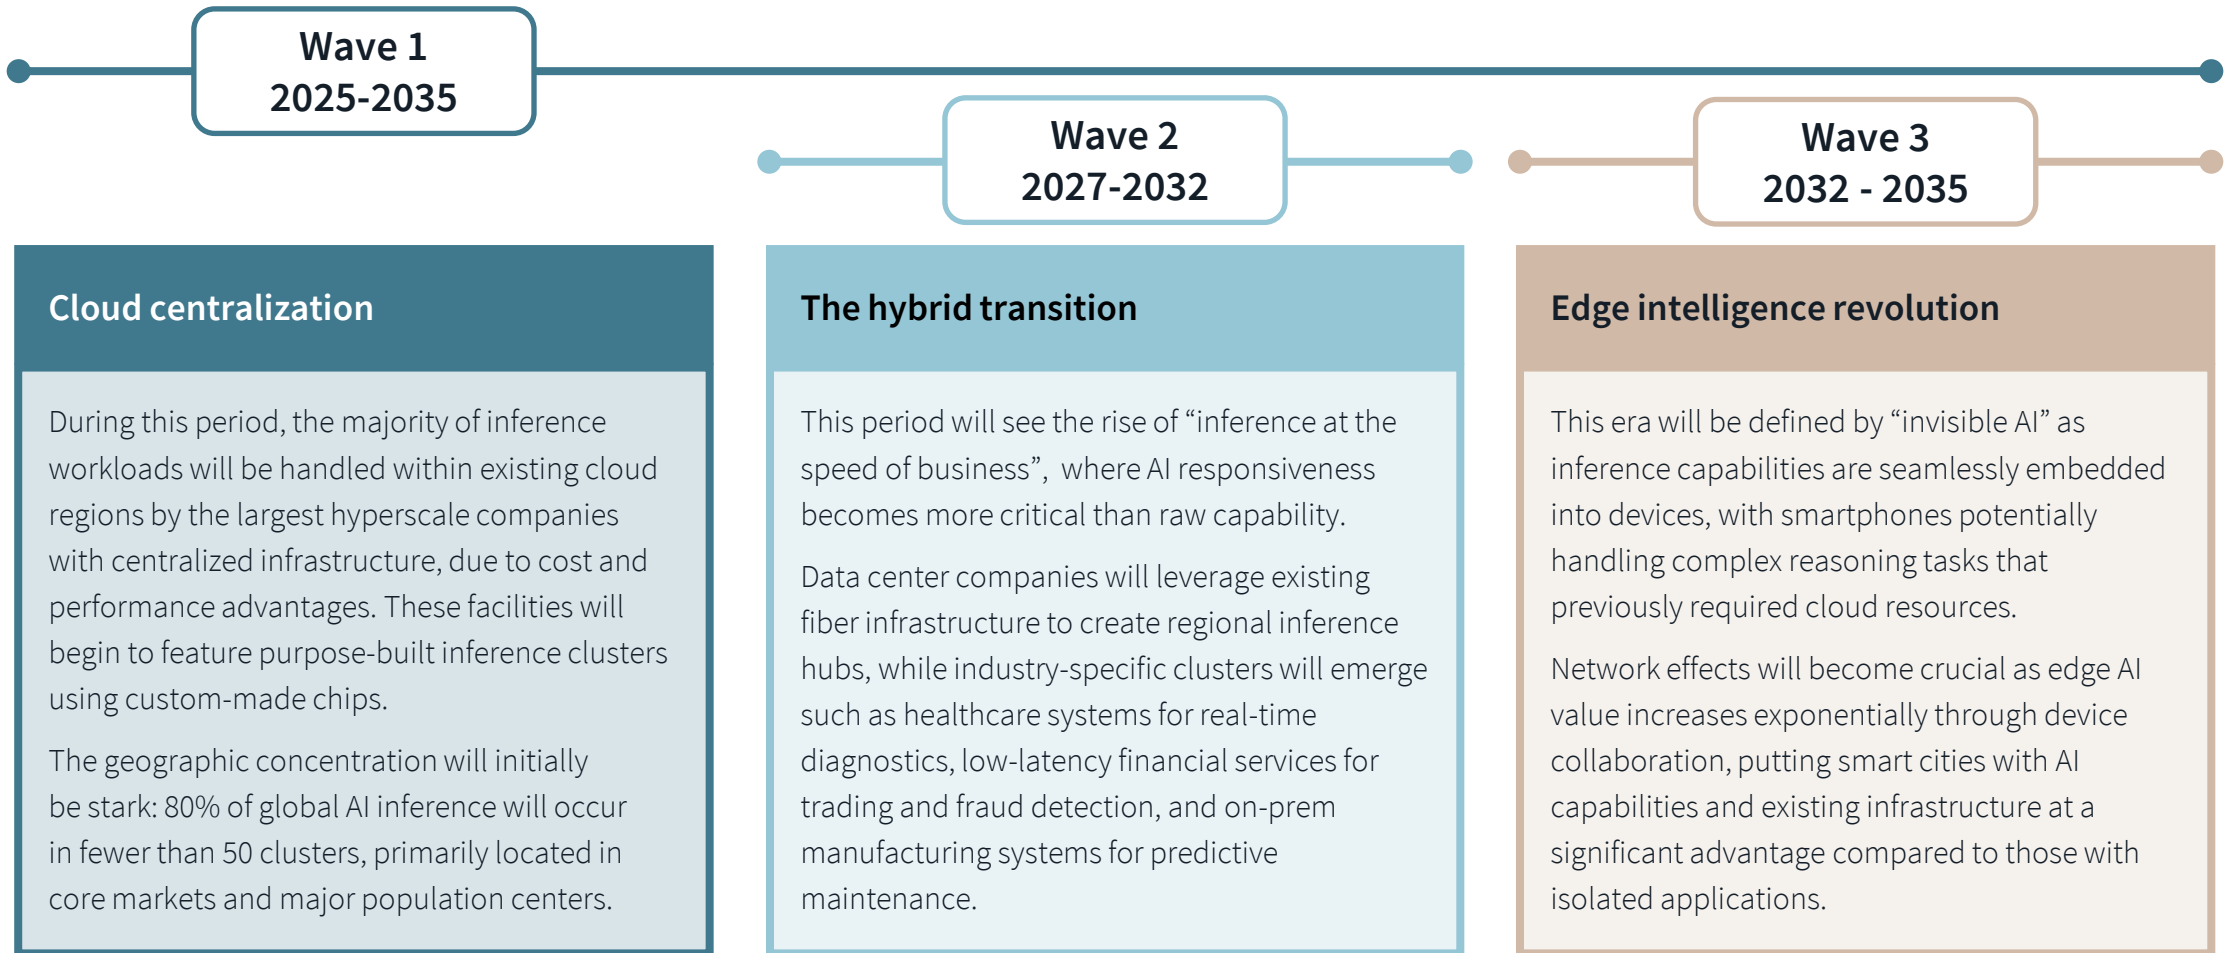 Wave 1
2025-2035
Wave 2
2027-2032
Wave 3
2032 - 2035
Cloud centralization
During this period, the majority of inference
workloads will be handled within existing cloud
regions by the largest hyperscale companies
with centralized infrastructure, due to cost and
performance advantages. These facilities will
begin to feature purpose-built inference clusters
using custom-made chips.
The geographic concentration will initially
be stark: 80% of global AI inference will occur
in fewer than 50 clusters, primarily located in
core markets and major population centers.
The hybrid transition
This period will see the rise of “inference at the
speed of business”,  where AI responsiveness
becomes more critical than raw capability.
Data center companies will leverage existing
fiber infrastructure to create regional inference
hubs, while industry-specific clusters will emerge
such as healthcare systems for real-time
diagnostics, low-latency financial services for
trading and fraud detection, and on-prem
manufacturing systems for predictive
maintenance.
Edge intelligence revolution
This era will be defined by “invisible AI” as
inference capabilities are seamlessly embedded
into devices, with smartphones potentially
handling complex reasoning tasks that
previously required cloud resources.
Network effects will become crucial as edge AI
value increases exponentially through device
collaboration, putting smart cities with AI
capabilities and existing infrastructure at a
significant advantage compared to those with
isolated applications.